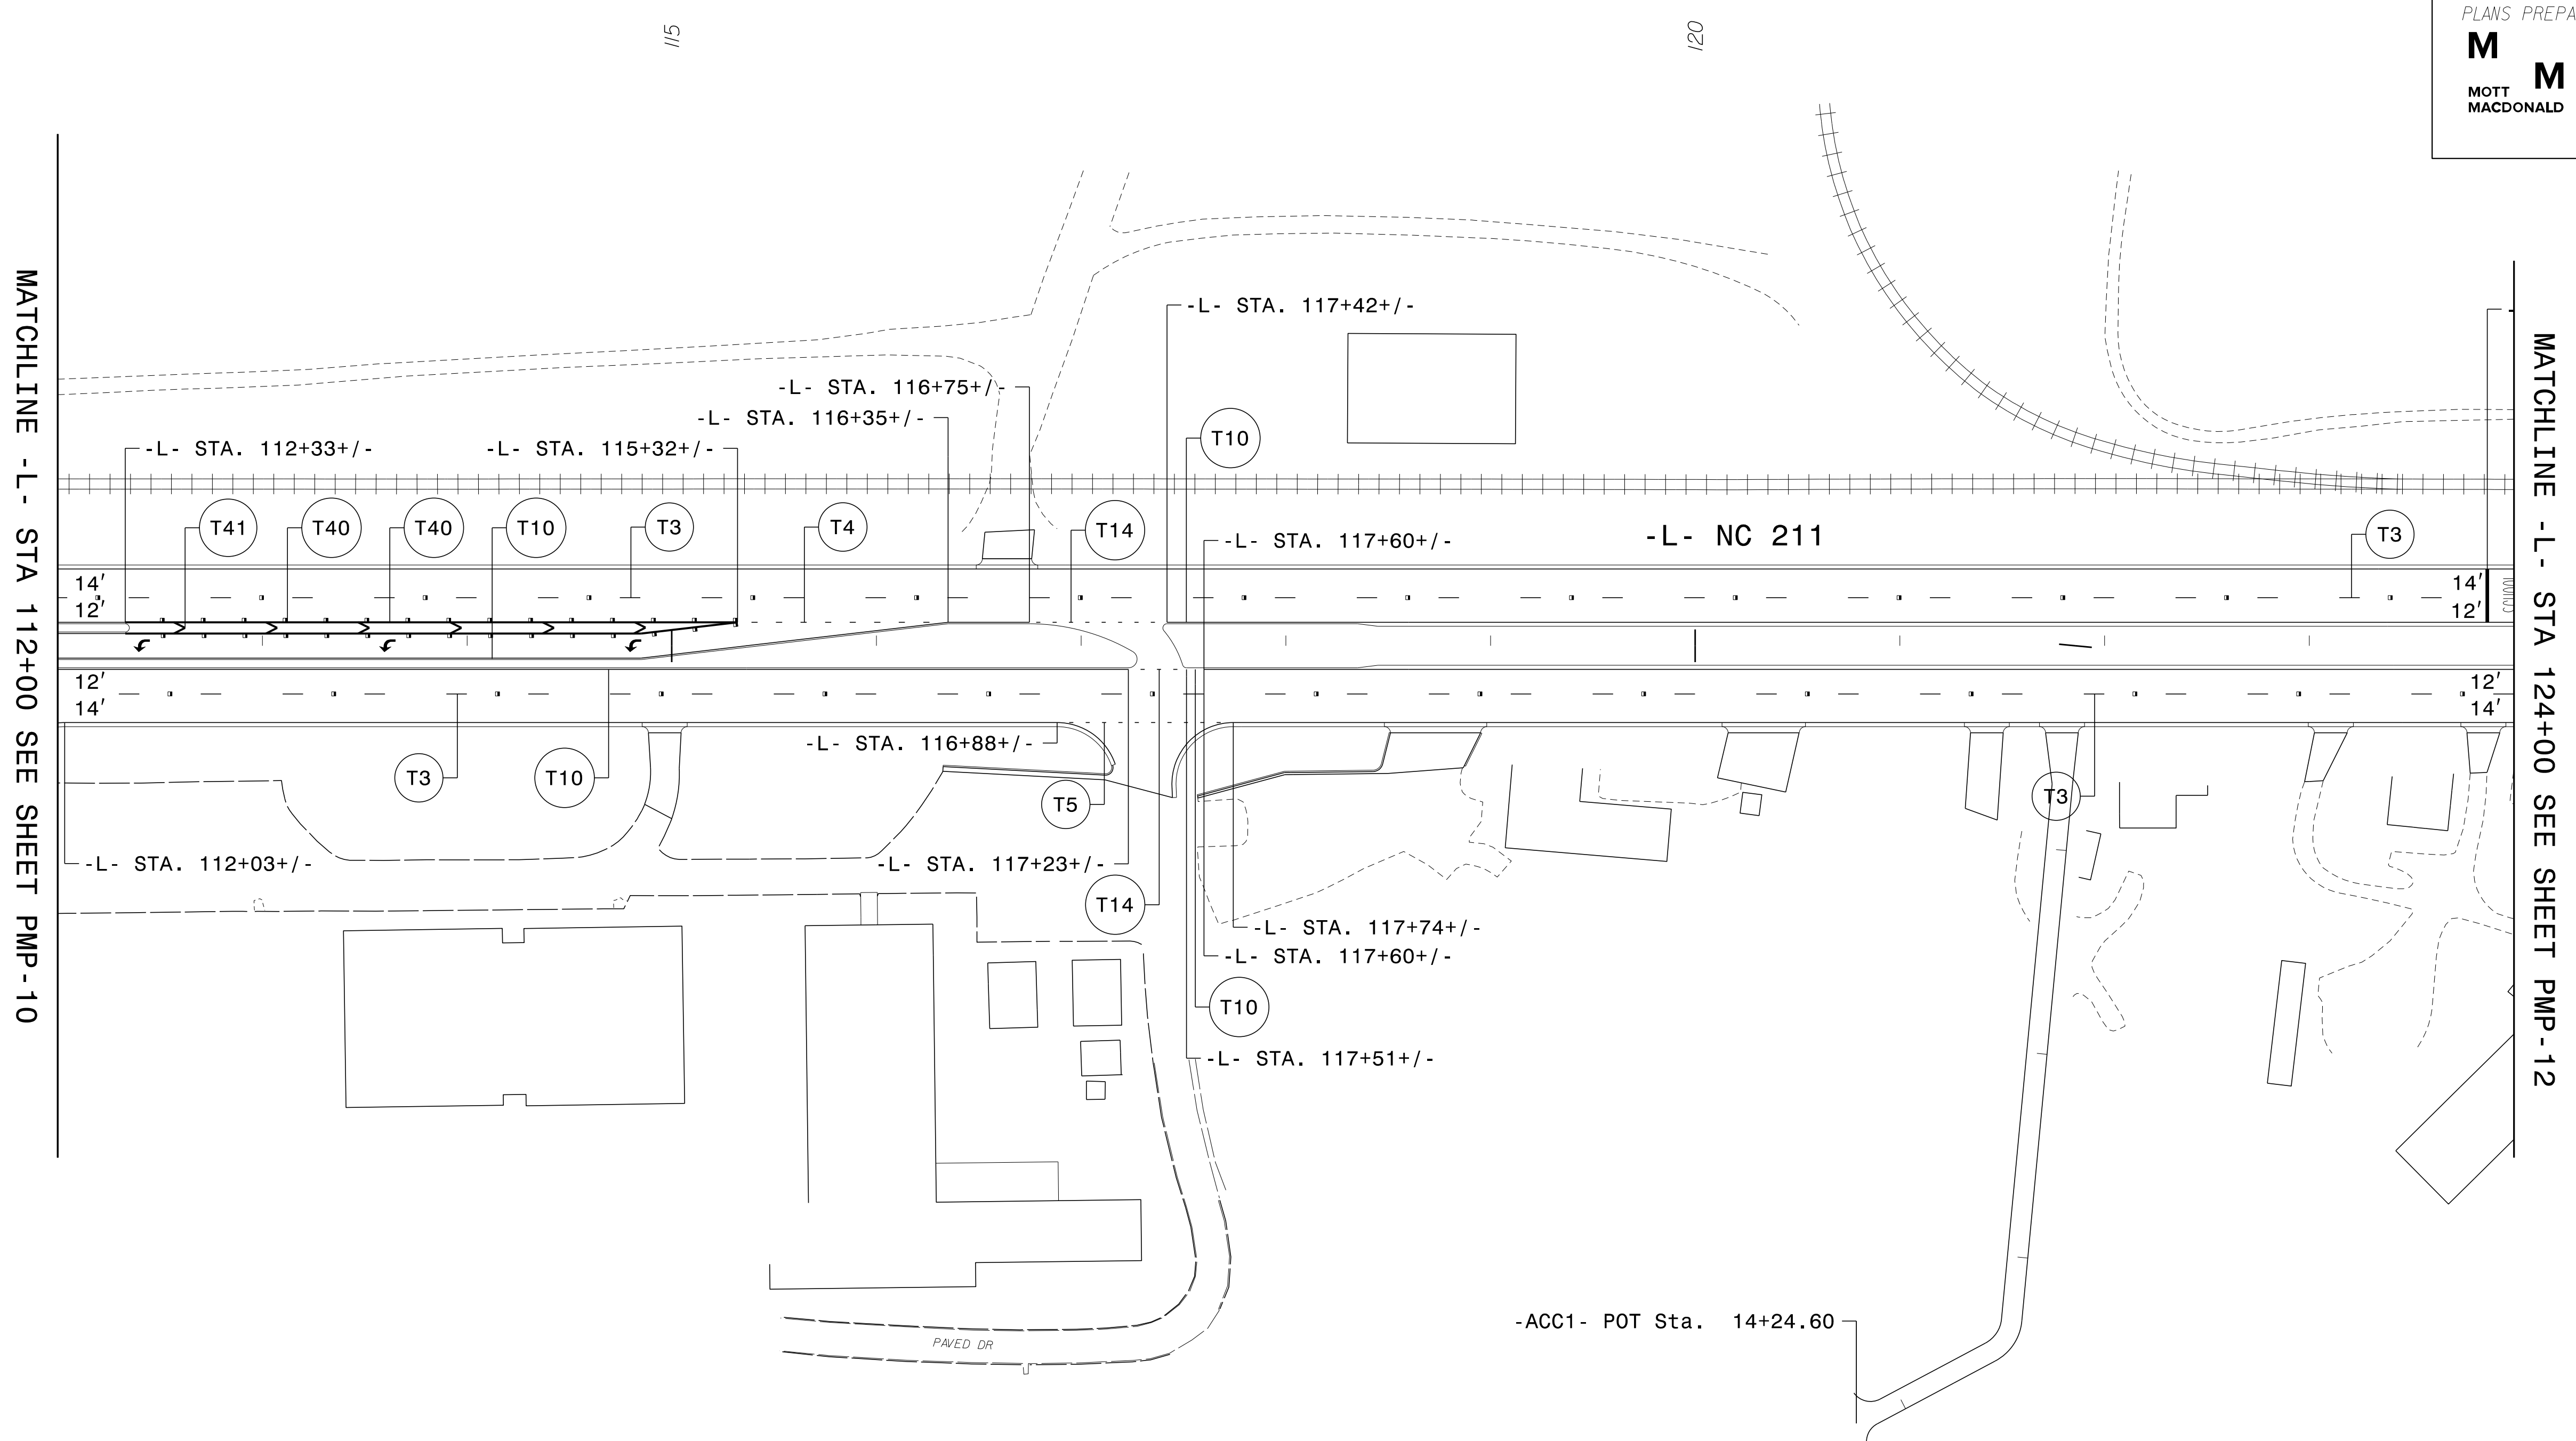 PLANS PREPA
M
M
MOTT
MACDONALD
115
120
MATCHLINE -L- STA 112+00 SEE SHEET PMP-10
MATCHLINE -L- STA 124+00 SEE SHEET PMP-12
-L- STA. 117+42+/-
-L- STA. 116+75+/-
-L- STA. 116+35+/-
-L- STA. 112+33+/-
-L- STA. 115+32+/-
T10
T41
T40
T40
T10
T3
T4
T14
-L- STA. 117+60+/-
-L- NC 211
T3
14'
12'
14'
12'
12'
14'
12'
14'
-L- STA. 116+88+/-
T3
T10
T5
T3
-L- STA. 112+03+/-
-L- STA. 117+23+/-
T14
-L- STA. 117+74+/-
-L- STA. 117+60+/-
T10
-L- STA. 117+51+/-
-ACC1- POT Sta. 14+24.60
PAVED DR